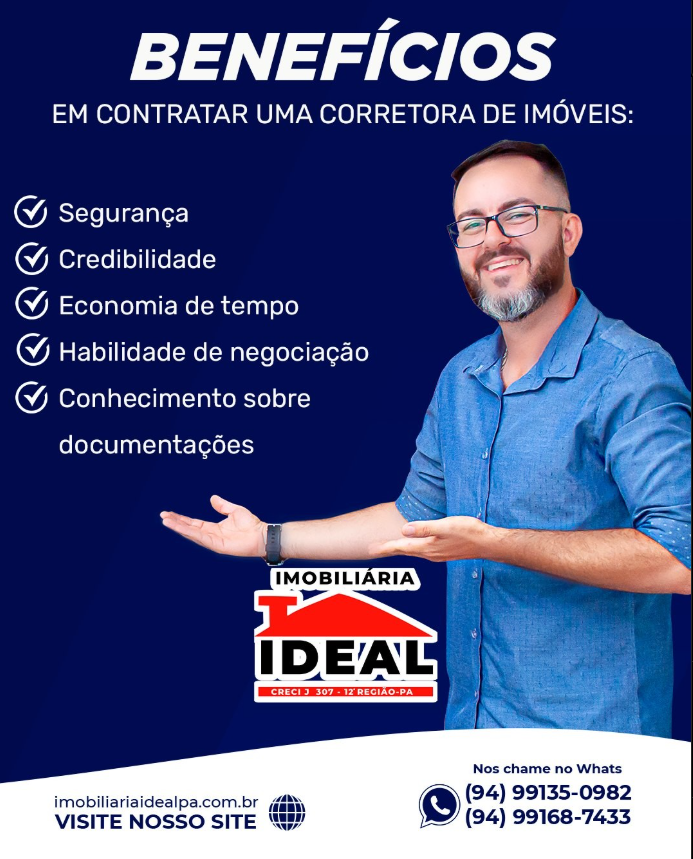 BENEFÍCIOS
EM CONTRATAR UMA CORRETORA DE IMÓVEIS:
Segurança
Credibilidade
Economia de tempo
Habilidade de negociação
Conhecimento sobre
documentações
IMOBILIÁRIA
IDEAL
CRECI J 307 - 12ª REGIÃO-PA
imobiliariaidealpa.com.br
VISITE NOSSO SITE
Nos chame no Whats
(94) 99135-0982
(94) 99168-7433